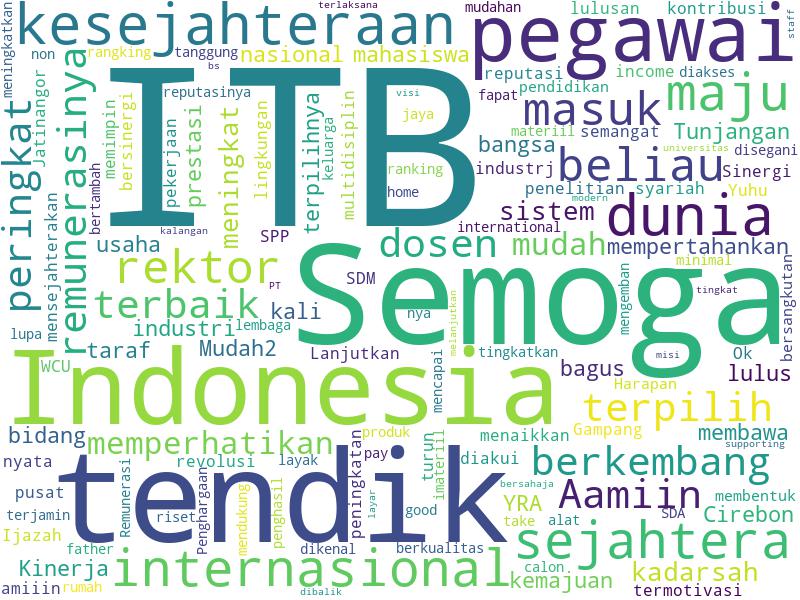 terlaksana
mudahan
lulusan
kontribusi
kesejahteraan
pegawai
staff
meningkatkan
non
rangking
tanggung
nasional
mahasiswa
bs
ITB
reputasi
income
diakses
fapat
pendidikan
masuk
maju
Jatinangor
remunerasinya
memimpin
bersinergi
reputasinya
pekerjaan
prestasi
meningkat
lingkungan
terpilihnya
keluarga
multidisiplin
visi
jaya
ranking
home
materiil
semangat
Tunjangan
bangsa
universitas
disegani
industrj
beliau
Sinergi
penelitian
syariah
Yuhu
modern
peringkat
mensejahterakan
bertambah
kalangan
SPP
usaha
sistem
dunia
international
dosen
mudah
mempertahankan
rektor
PT
SDM
Semoga
minimal
mengemban
tingkat
bersangkutan
terbaik
kali
nya
industri
lembaga
lupa
taraf
Mudah2
Lanjutkan
melanjutkan
tingkatkan
misi
Ok
WCU
Indonesia
mencapai
bagus
lulus
Harapan
terpilih
bidang
memperhatikan
produk
menaikkan
Gampang
membawa
supporting
nyata
revolusi
layak
pay
turun
imateriil
diakui
berkembang
tendik
peningkatan
pusat
Remunerasi
Penghargaan
mendukung
penghasil
layar
good
bersahaja
YRA
Aamiin
membentuk
terjamin
riset
take
alat
SDA
Cirebon
Ijazah
father
dikenal
berkualitas
sejahtera
Kinerja
internasional
calon
kemajuan
kadarsah
amiiin
rumah
dibalik
termotivasi